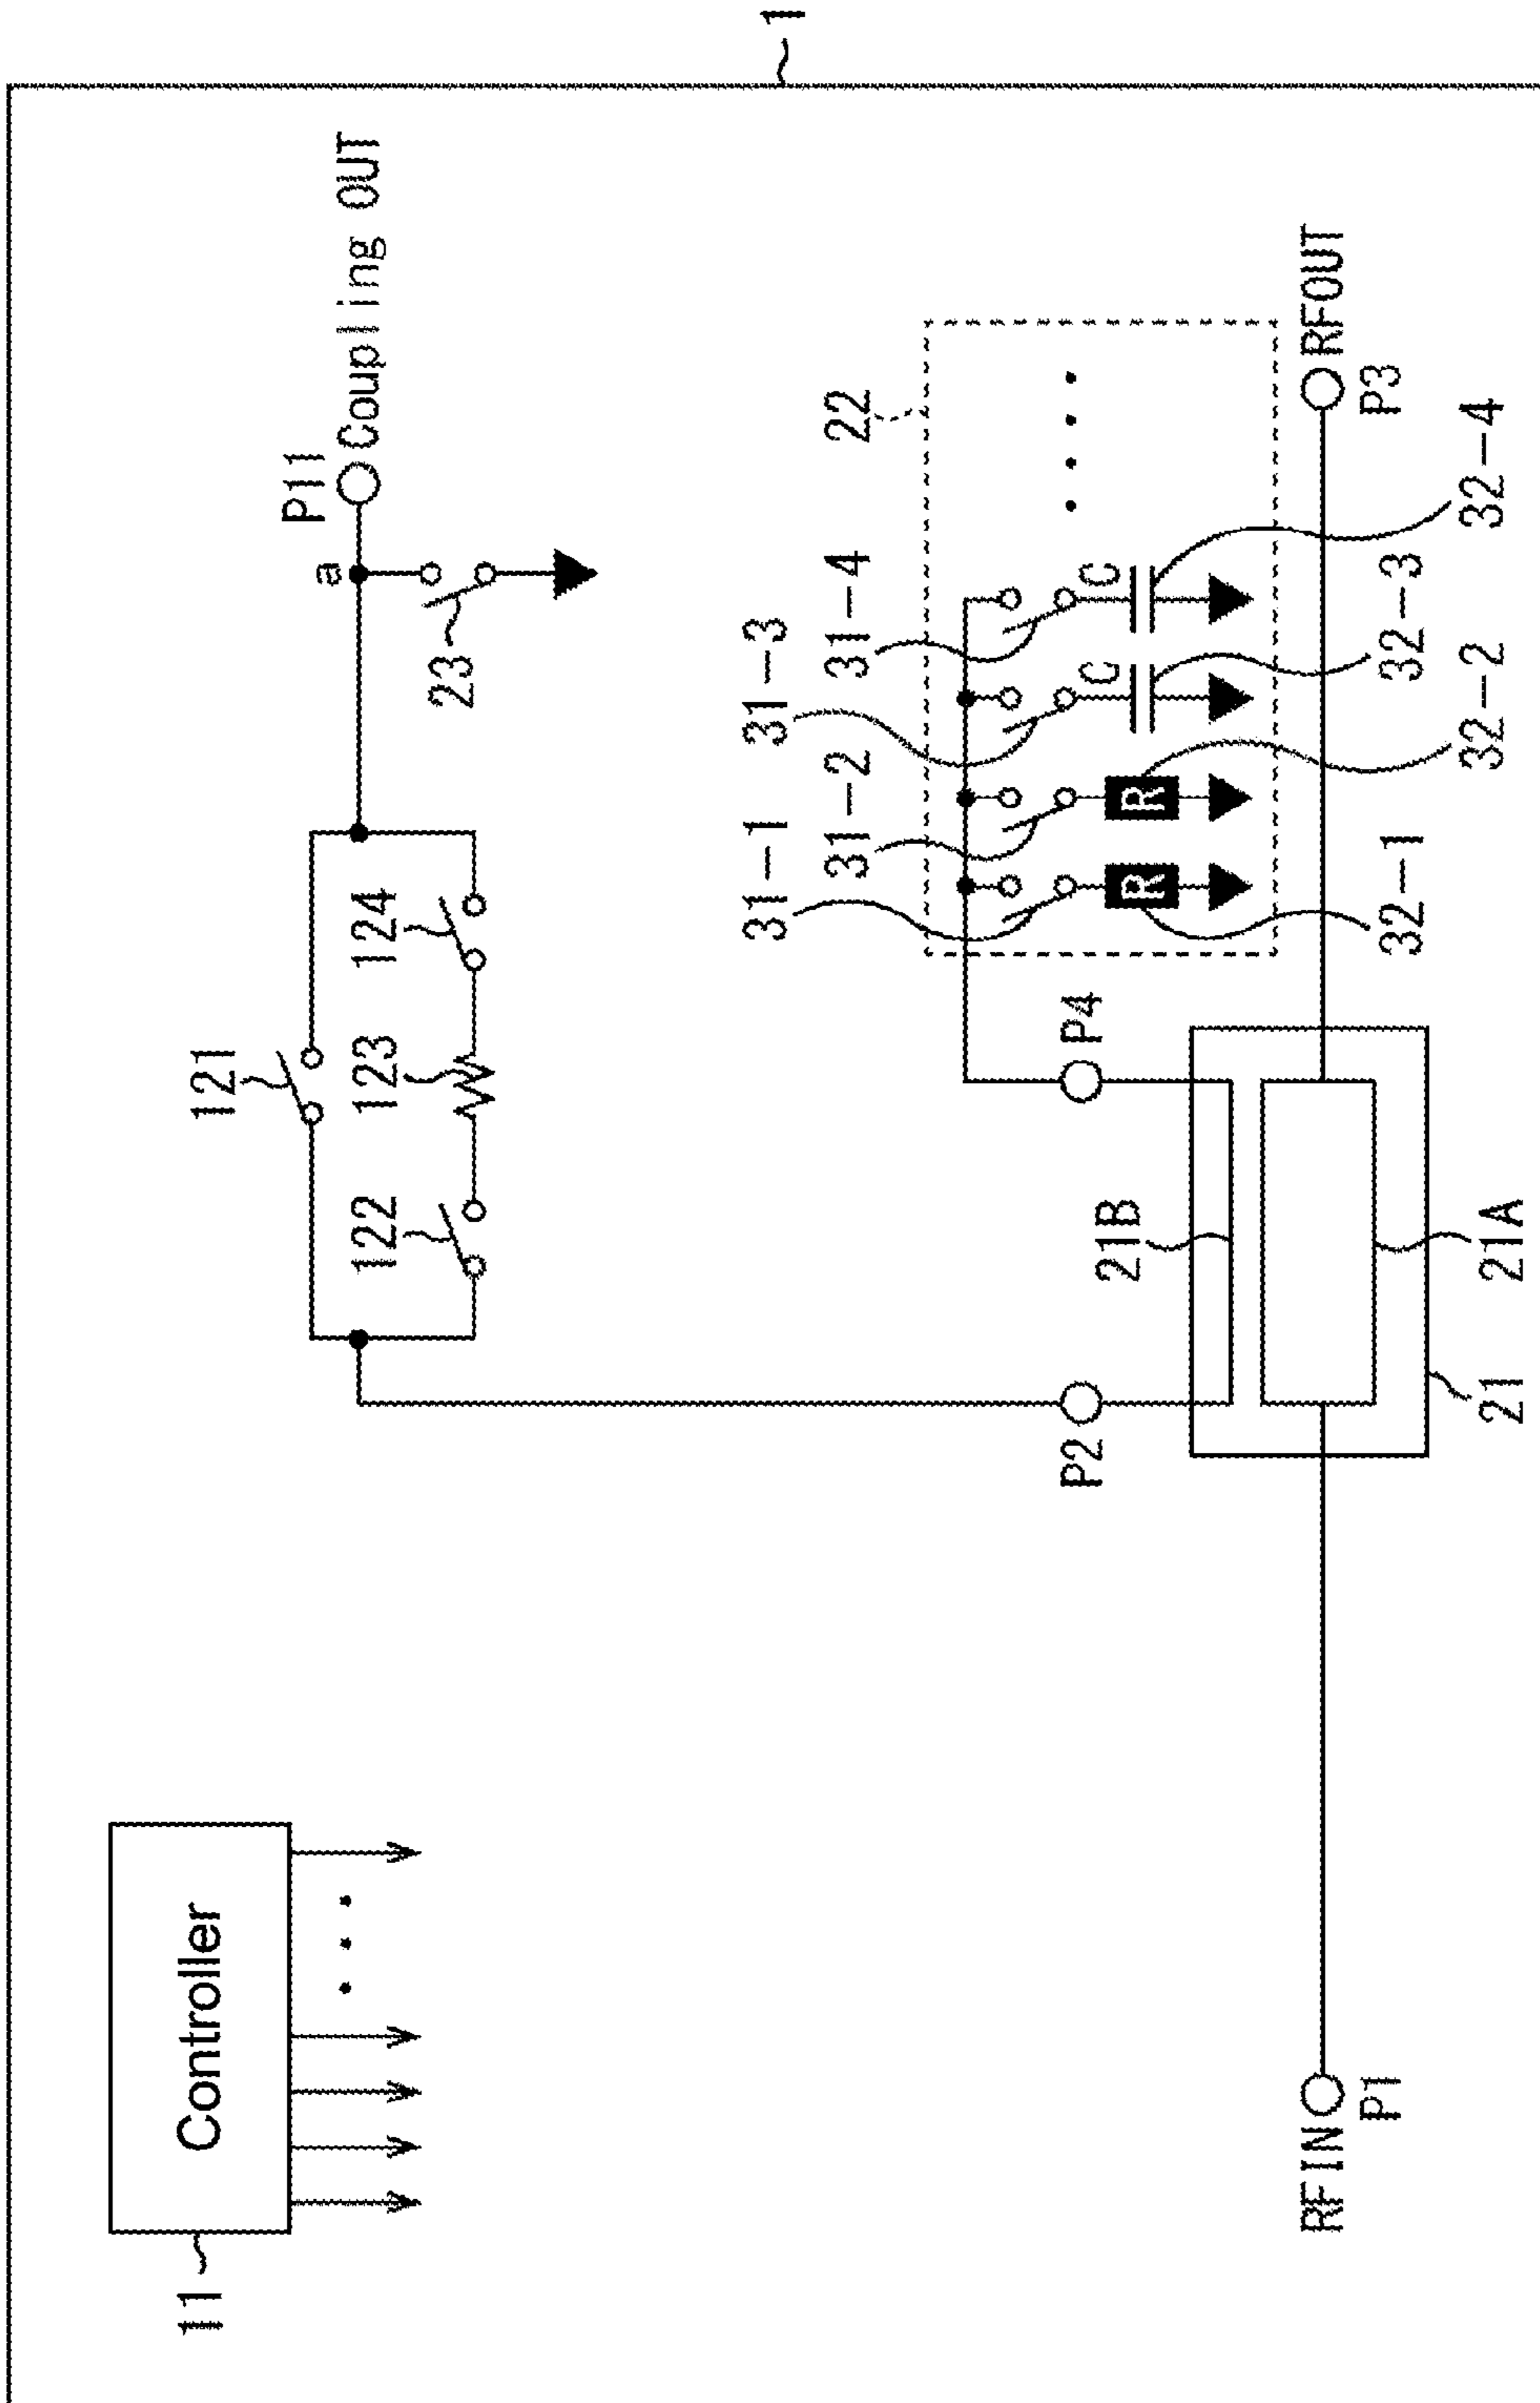 1
11
Controller
P11
Coupling OUT
a
23
121
122
123
124
22
31-1
31-2
31-3
31-4
R
R
C
C
32-1
32-2
32-3
32-4
P2
P4
21B
21A
21
RFIN
P1
RFOUT
P3